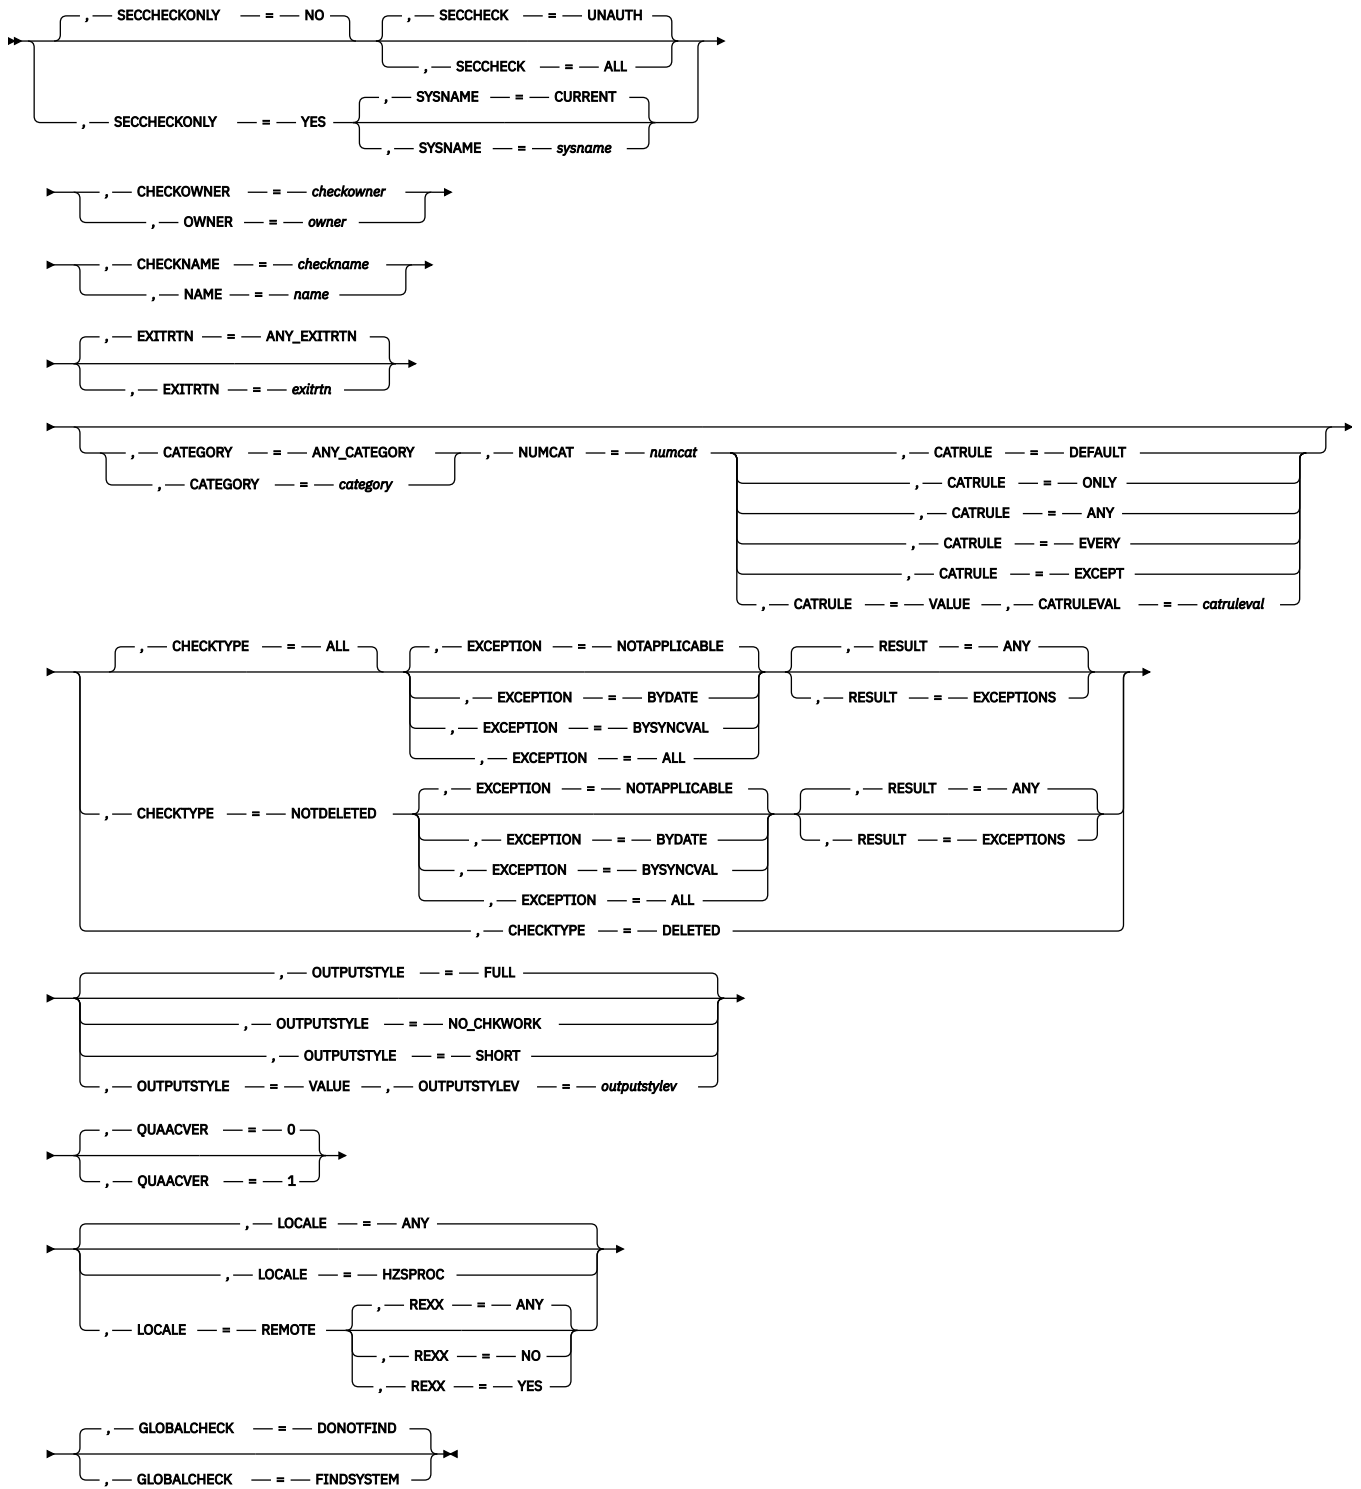 , SECCHECKONLY = NO , SECCHECK = UNAUTH
, SECCHECK = ALL
, SECCHECKONLY = YES , SYSNAME = CURRENT
, SYSNAME = sysname
, CHECKOWNER = checkowner
, OWNER = owner
, CHECKNAME = checkname
, NAME = name
, EXITRTN = ANY_EXITRTN
, EXITRTN = exitrtn
, CATEGORY = ANY_CATEGORY , NUMCAT = numcat , CATRULE = DEFAULT
, CATEGORY = category , CATRULE = ONLY
, CATRULE = ANY
, CATRULE = EVERY
, CATRULE = EXCEPT
, CATRULE = VALUE , CATRULEVAL = catruleval
, CHECKTYPE = ALL , EXCEPTION = NOTAPPLICABLE , RESULT = ANY
, EXCEPTION = BYDATE , RESULT = EXCEPTIONS
, EXCEPTION = BYSYNCVAL
, EXCEPTION = ALL
, EXCEPTION = NOTAPPLICABLE , RESULT = ANY
, CHECKTYPE = NOTDELETED
, EXCEPTION = BYDATE , RESULT = EXCEPTIONS
, EXCEPTION = BYSYNCVAL
, EXCEPTION = ALL
, CHECKTYPE = DELETED
, OUTPUTSTYLE = FULL
, OUTPUTSTYLE = NO_CHKWORK
, OUTPUTSTYLE = SHORT
, OUTPUTSTYLE = VALUE , OUTPUTSTYLEV = outputstylev
, QUAACVER = 0
, QUAACVER = 1
, LOCALE = ANY
, LOCALE = HZSPROC
, REXX = ANY
, LOCALE = REMOTE
, REXX = NO
, REXX = YES
, GLOBALCHECK = DONOTFIND
, GLOBALCHECK = FINDSYSTEM